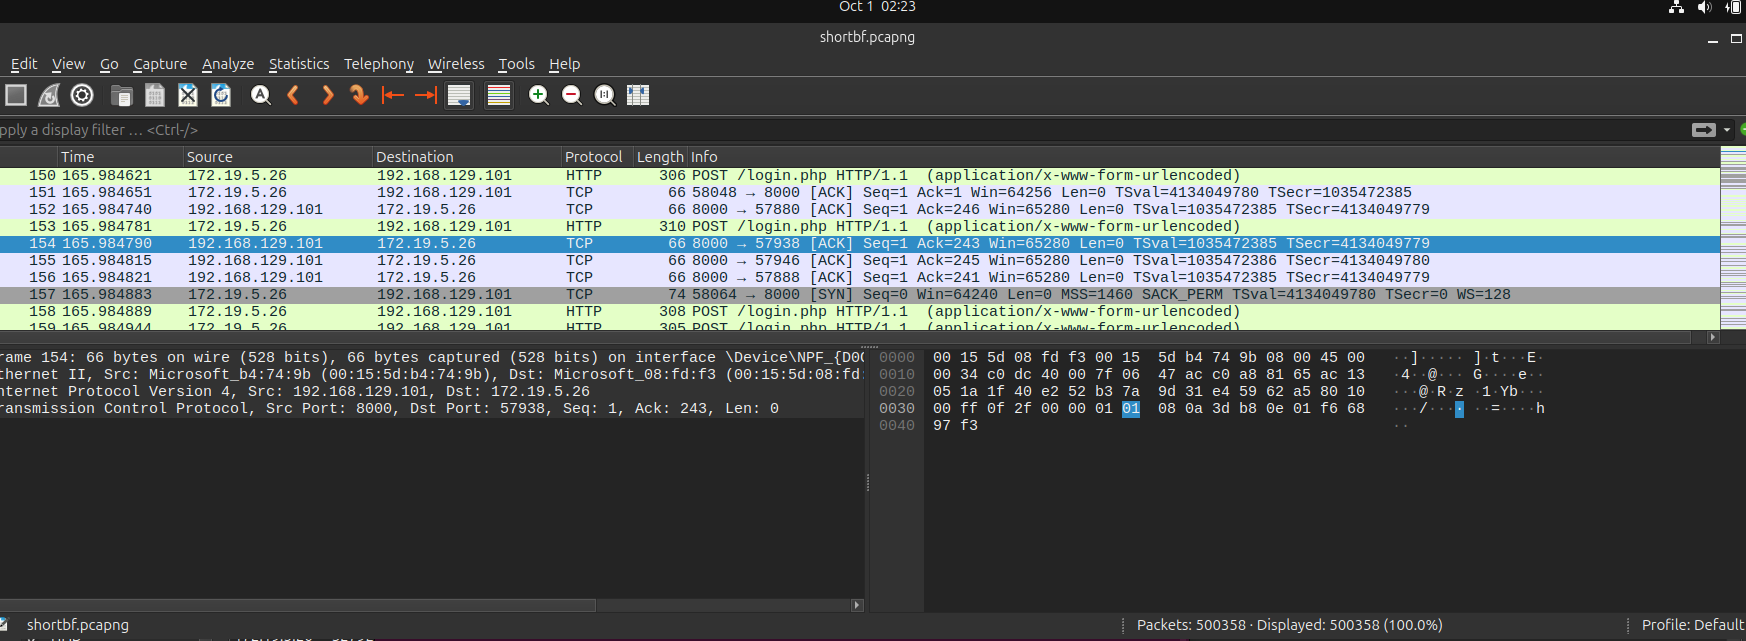 Oct 1 02:23
shortbf.pcapng
Edit View Go Capture Analyze Statistics Telephony Wireless Tools Help
pply a display filter … <Ctrl-/>
Time Source Destination Protocol Length Info
150 165.984621 172.19.5.26 192.168.129.101 HTTP 306 POST /login.php HTTP/1.1 (application/x-www-form-urlencoded)
151 165.984651 172.19.5.26 192.168.129.101 TCP 66 58048 → 8000 [ACK] Seq=1 Ack=1 Win=64256 Len=0 TSval=4134049780 TSecr=1035472385
152 165.984740 192.168.129.101 172.19.5.26 TCP 66 8000 → 57880 [ACK] Seq=1 Ack=246 Win=65280 Len=0 TSval=1035472385 TSecr=4134049779
153 165.984781 172.19.5.26 192.168.129.101 HTTP 310 POST /login.php HTTP/1.1 (application/x-www-form-urlencoded)
154 165.984790 192.168.129.101 172.19.5.26 TCP 66 8000 → 57938 [ACK] Seq=1 Ack=243 Win=65280 Len=0 TSval=1035472385 TSecr=4134049779
155 165.984815 192.168.129.101 172.19.5.26 TCP 66 8000 → 57946 [ACK] Seq=1 Ack=245 Win=65280 Len=0 TSval=1035472386 TSecr=4134049780
156 165.984821 192.168.129.101 172.19.5.26 TCP 66 8000 → 57888 [ACK] Seq=1 Ack=241 Win=65280 Len=0 TSval=1035472385 TSecr=4134049779
157 165.984883 172.19.5.26 192.168.129.101 TCP 74 58064 → 8000 [SYN] Seq=0 Win=64240 Len=0 MSS=1460 SACK_PERM TSval=4134049780 TSecr=0 WS=128
158 165.984889 172.19.5.26 192.168.129.101 HTTP 308 POST /login.php HTTP/1.1 (application/x-www-form-urlencoded)
159 165.984944 172.19.5.26 192.168.129.101 HTTP 305 POST /login.php HTTP/1.1 (application/x-www-form-urlencoded)
rame 154: 66 bytes on wire (528 bits), 66 bytes captured (528 bits) on interface \Device\NPF_{D0
thernet II, Src: Microsoft_b4:74:9b (00:15:5d:b4:74:9b), Dst: Microsoft_08:fd:f3 (00:15:5d:08:fd:
nternet Protocol Version 4, Src: 192.168.129.101, Dst: 172.19.5.26
ransmission Control Protocol, Src Port: 8000, Dst Port: 57938, Seq: 1, Ack: 243, Len: 0
0000 00 15 5d 08 fd f3 00 15 5d b4 74 9b 08 00 45 00 ··]····· ]·t···E·
0010 00 34 c0 dc 40 00 7f 06 47 ac c0 a8 81 65 ac 13 ·4··@··· G····e··
0020 05 1a 1f 40 e2 52 b3 7a 9d 31 e4 59 62 a5 80 10 ···@·R·z ·1·Yb···
0030 00 ff 0f 2f 00 00 01 01 08 0a 3d b8 0e 01 f6 68 ···/···· ··=····h
0040 97 f3 ··
shortbf.pcapng Packets: 500358 · Displayed: 500358 (100.0%) Profile: Default